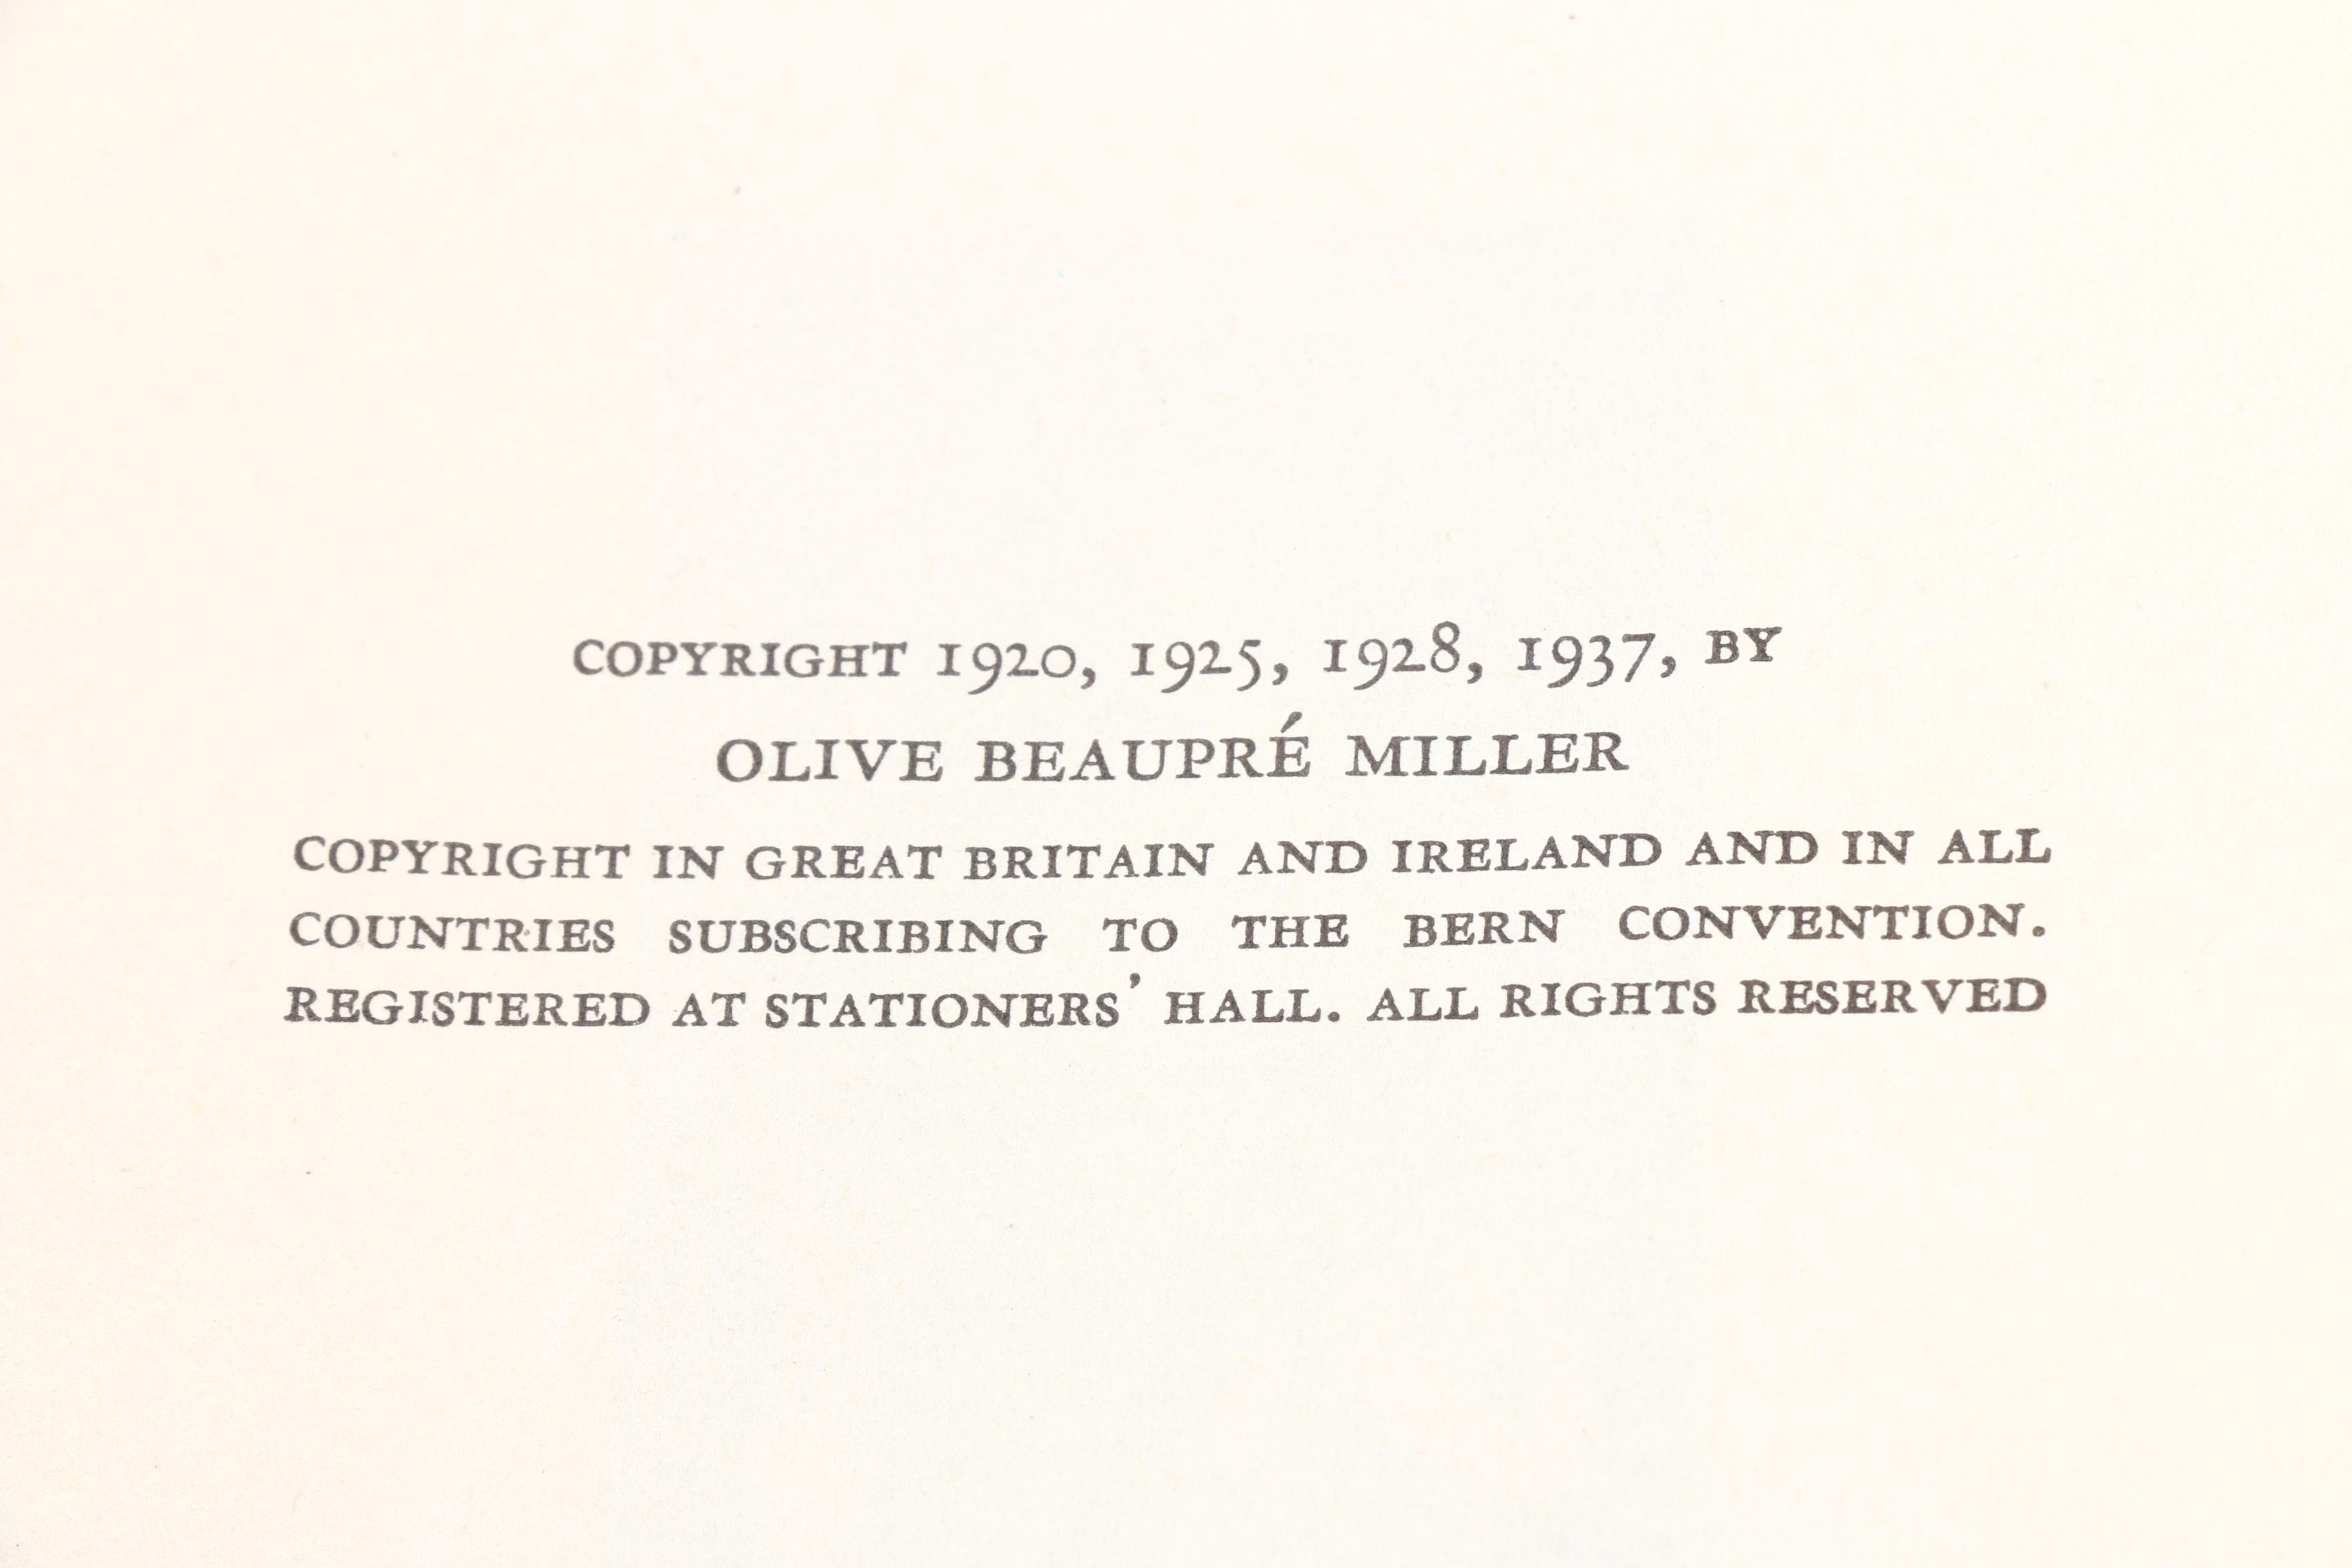 COPYRIGHT 1920, 1925, 1928, 1937, BY
OLIVE BEAUPRÉ MILLER
COPYRIGHT IN GREAT BRITAIN AND IRELAND AND IN ALL
COUNTRIES SUBSCRIBING TO THE BERN CONVENTION.
REGISTERED AT STATIONERS' HALL. ALL RIGHTS RESERVED